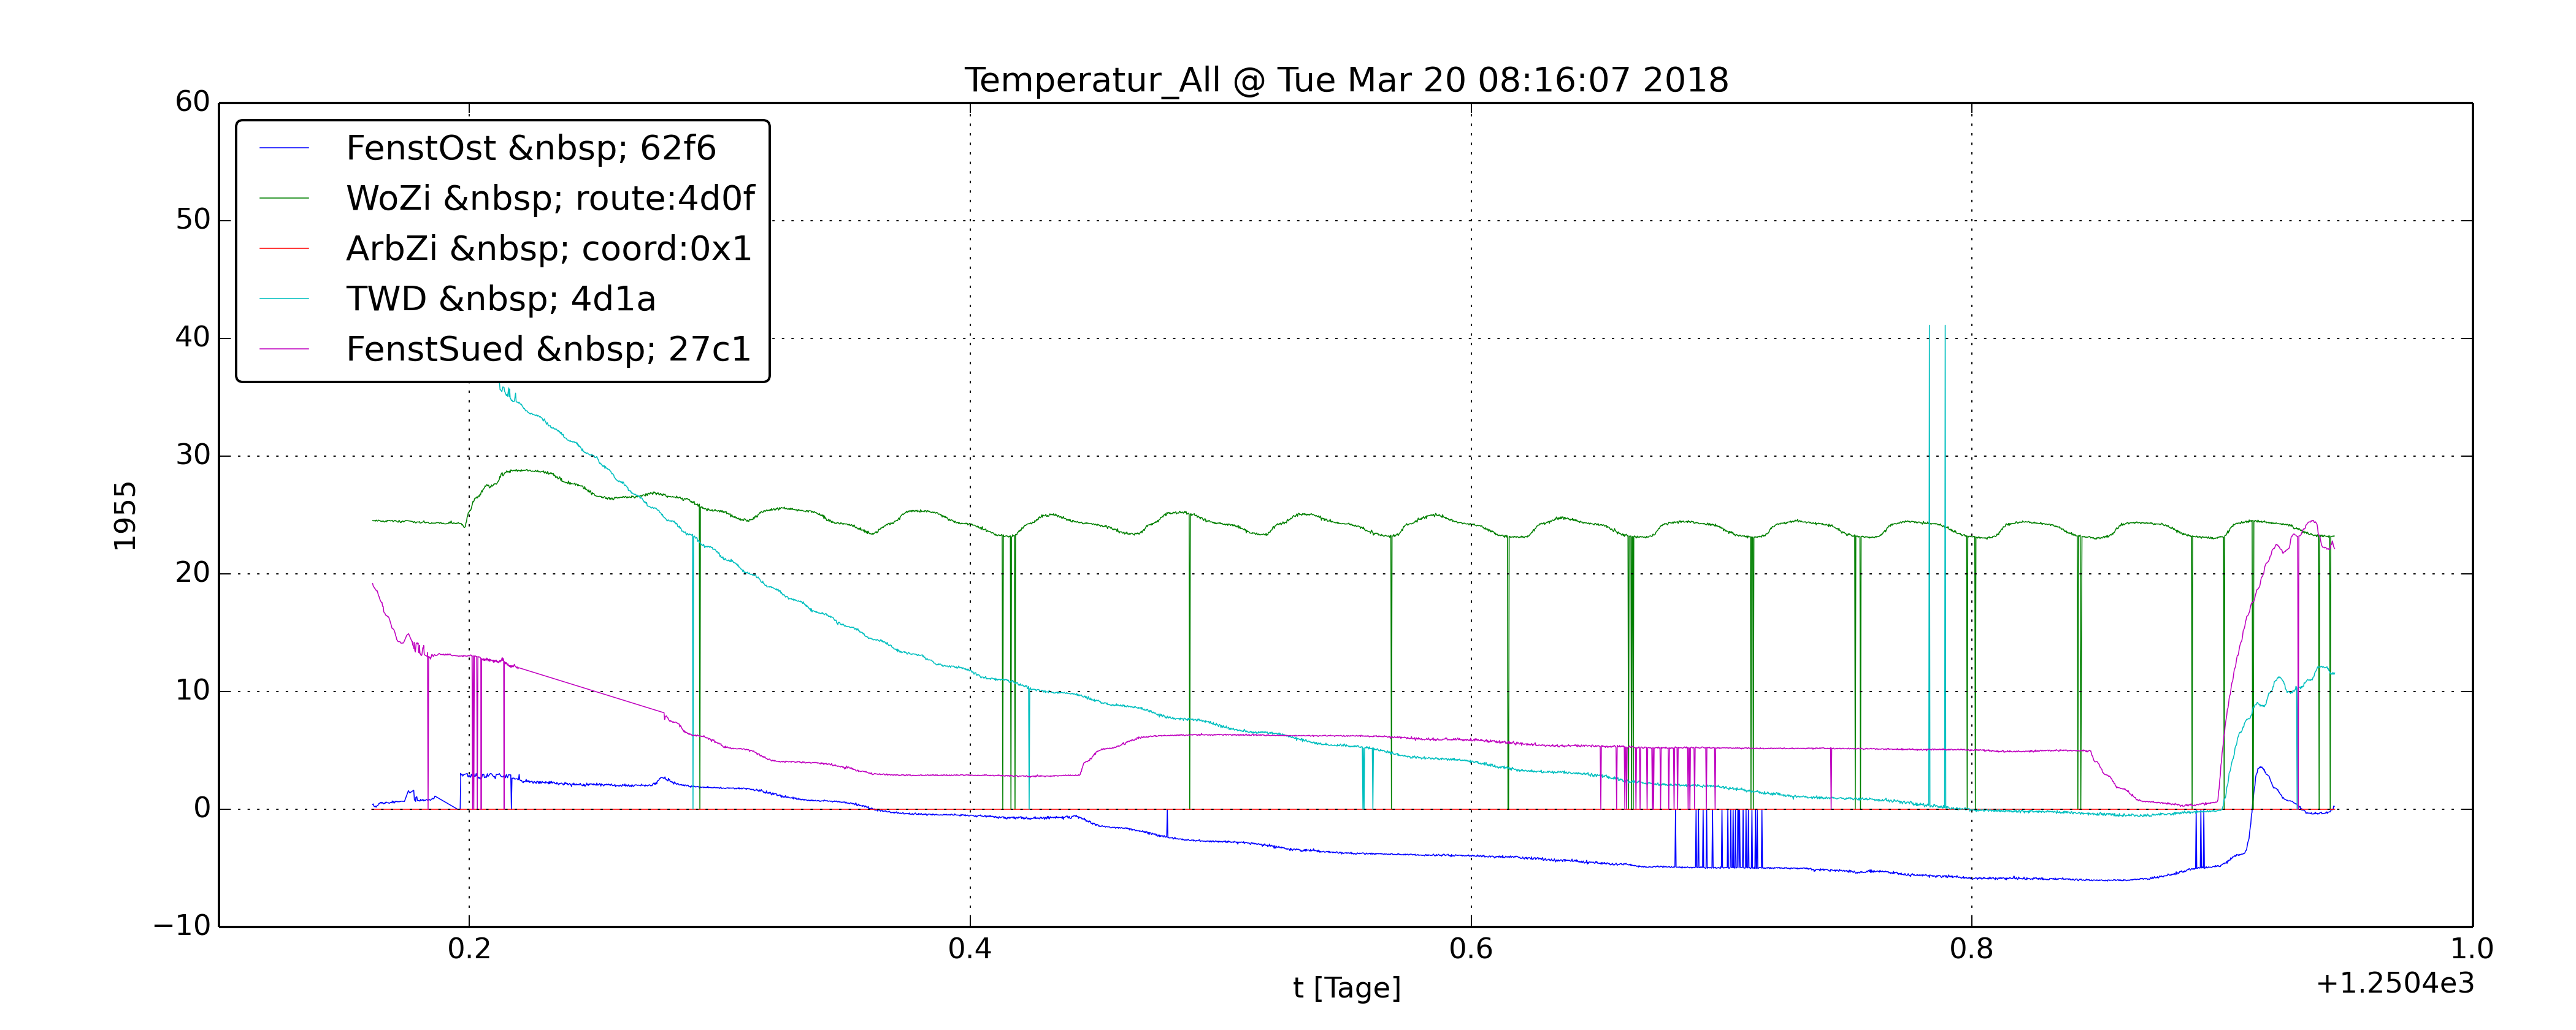 Temperatur_All @ Tue Mar 20 08:16:07 2018
60
50
40
30
20
10
0
−10
1955
FenstOst &nbsp; 62f6
WoZi &nbsp; route:4d0f
ArbZi &nbsp; coord:0x1
TWD &nbsp; 4d1a
FenstSued &nbsp; 27c1
0.2 0.4 0.6 0.8 1.0
t [Tage]
+1.2504e3